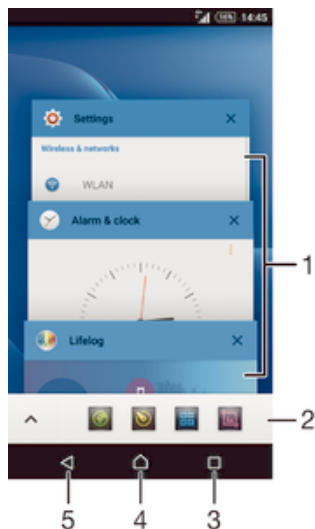 14:45
Settings
Wireless & networks
WLAN
Alarm & clock
Lifelog
1
2
5
4
3